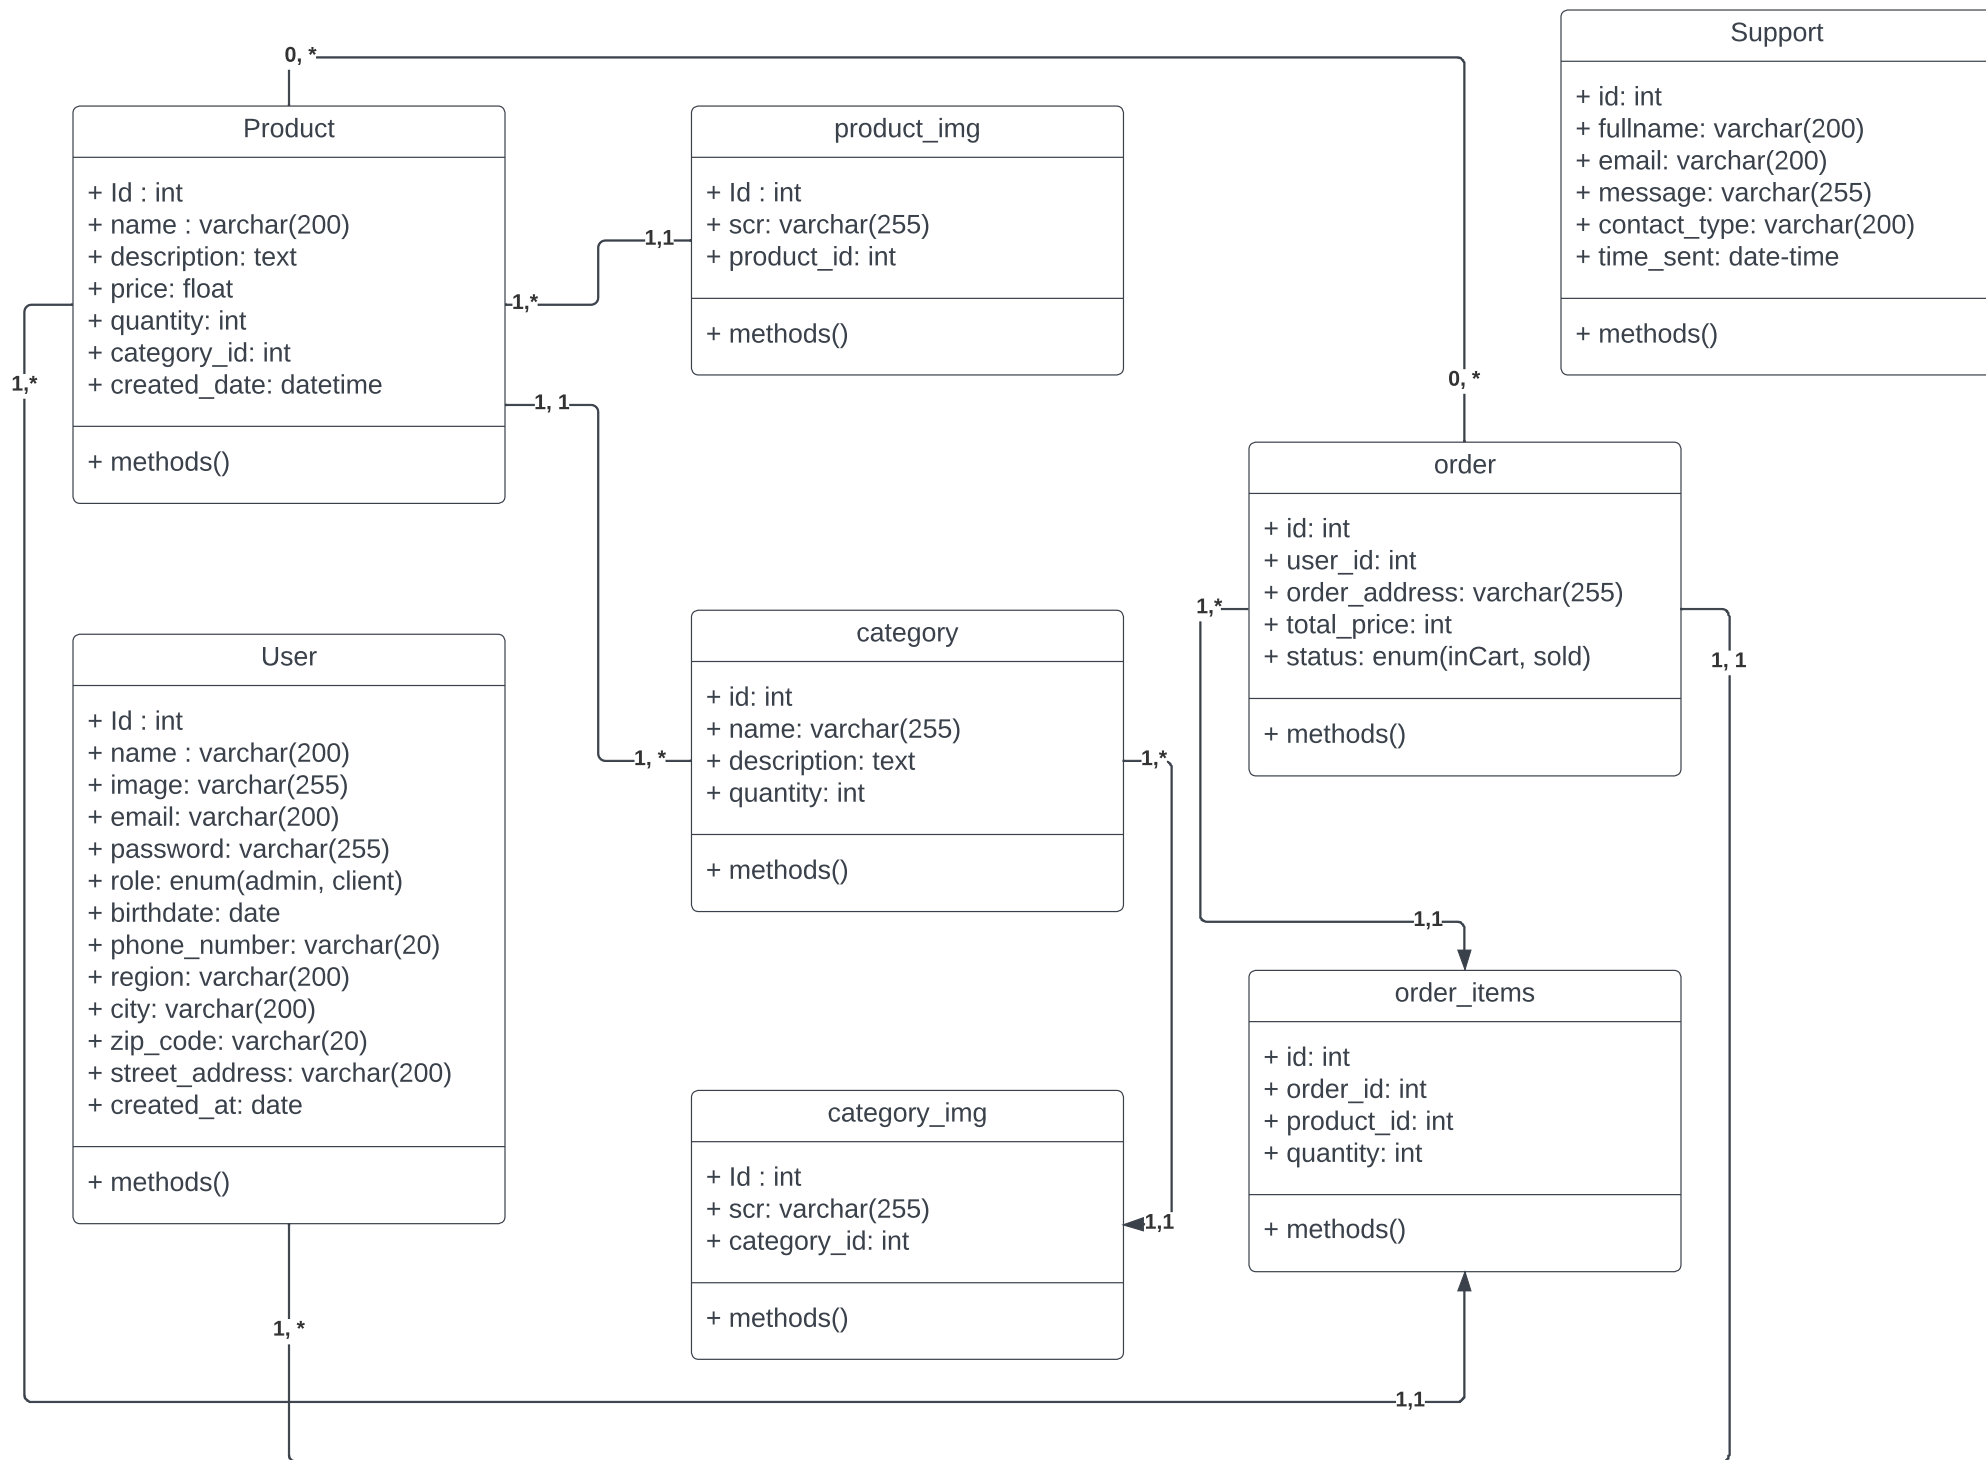 0, *
Product
+ Id : int
+ name : varchar(200)
+ description: text
+ price: float
+ quantity: int
+ category_id: int
+ created_date: datetime
+ methods()
1,*
1,*
1, 1
product_img
+ Id : int
+ scr: varchar(255)
+ product_id: int
+ methods()
1,1
Support
+ id: int
+ fullname: varchar(200)
+ email: varchar(200)
+ message: varchar(255)
+ contact_type: varchar(200)
+ time_sent: date-time
+ methods()
0, *
order
+ id: int
+ user_id: int
+ order_address: varchar(255)
+ total_price: int
+ status: enum(inCart, sold)
+ methods()
1,*
1, 1
User
+ Id : int
+ name : varchar(200)
+ image: varchar(255)
+ email: varchar(200)
+ password: varchar(255)
+ role: enum(admin, client)
+ birthdate: date
+ phone_number: varchar(20)
+ region: varchar(200)
+ city: varchar(200)
+ zip_code: varchar(20)
+ street_address: varchar(200)
+ created_at: date
+ methods()
1, *
category
+ id: int
+ name: varchar(255)
+ description: text
+ quantity: int
+ methods()
1, *
1,*
category_img
+ Id : int
+ scr: varchar(255)
+ category_id: int
+ methods()
1,1
1,1
order_items
+ id: int
+ order_id: int
+ product_id: int
+ quantity: int
+ methods()
1,1